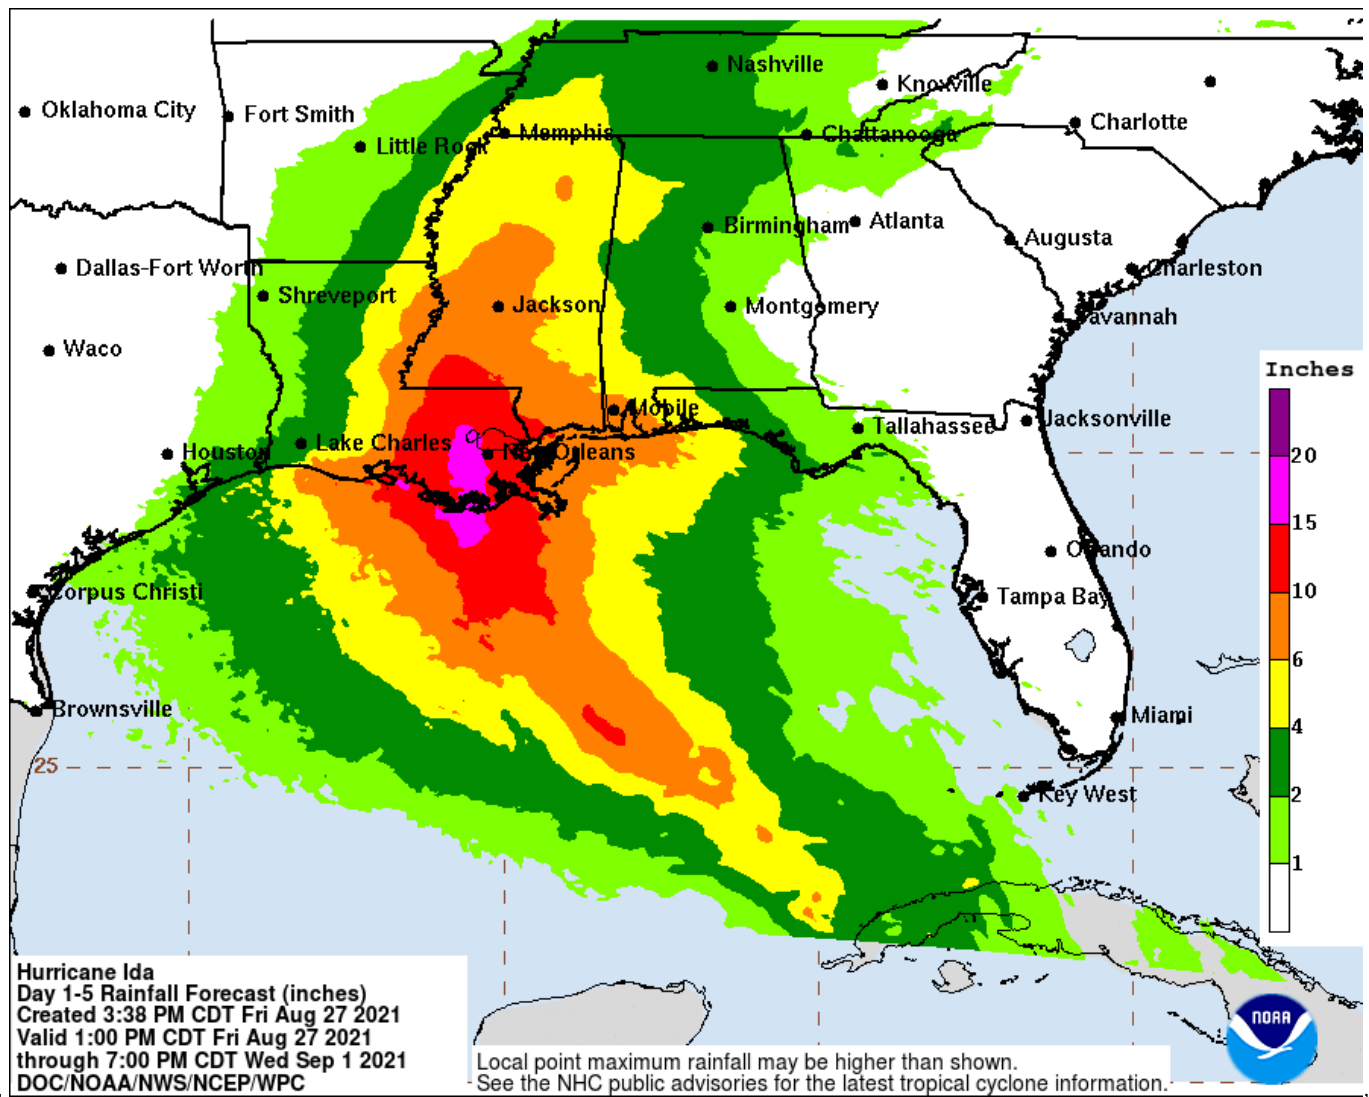 Nashville
Knoxville
Oklahoma City
Fort Smith
Charlotte
Memphis
Chattanooga
Little Rock
Birmingham
Atlanta
Augusta
Dallas-Fort Worth
Charleston
Shreveport
Jackson
Montgomery
Savannah
Waco
Inches
Mobile
Jacksonville
Tallahassee
Lake Charles
Houston
New Orleans
20
15
Orlando
10
Corpus Christi
Tampa Bay
6
Brownsville
Miami
4
25
Key West
2
1
Hurricane Ida
Day 1-5 Rainfall Forecast (inches)
Created 3:38 PM CDT Fri Aug 27 2021
Valid 1:00 PM CDT Fri Aug 27 2021
through 7:00 PM CDT Wed Sep 1 2021
DOC/NOAA/NWS/NCEP/WPC
NOAA
Local point maximum rainfall may be higher than shown.
See the NHC public advisories for the latest tropical cyclone information.